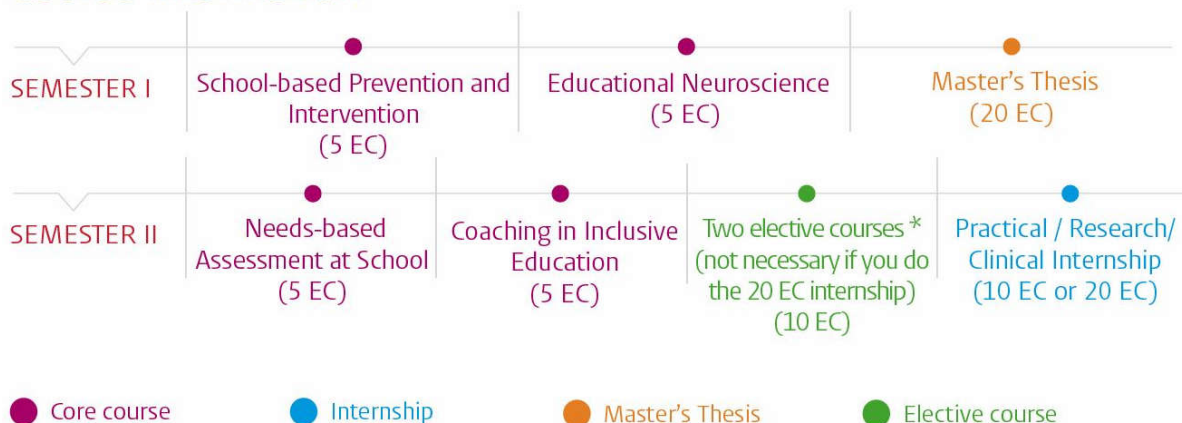 SEMESTER I
School-based Prevention and
Intervention
(5 EC)
Educational Neuroscience
(5 EC)
Master's Thesis
(20 EC)
SEMESTER II
Needs-based
Assessment at School
(5 EC)
Coaching in Inclusive
Education
(5 EC)
Two elective courses *
(not necessary if you do
the 20 EC internship)
(10 EC)
Practical / Research/
Clinical Internship
(10 EC or 20 EC)
Core course
Internship
Master's Thesis
Elective course